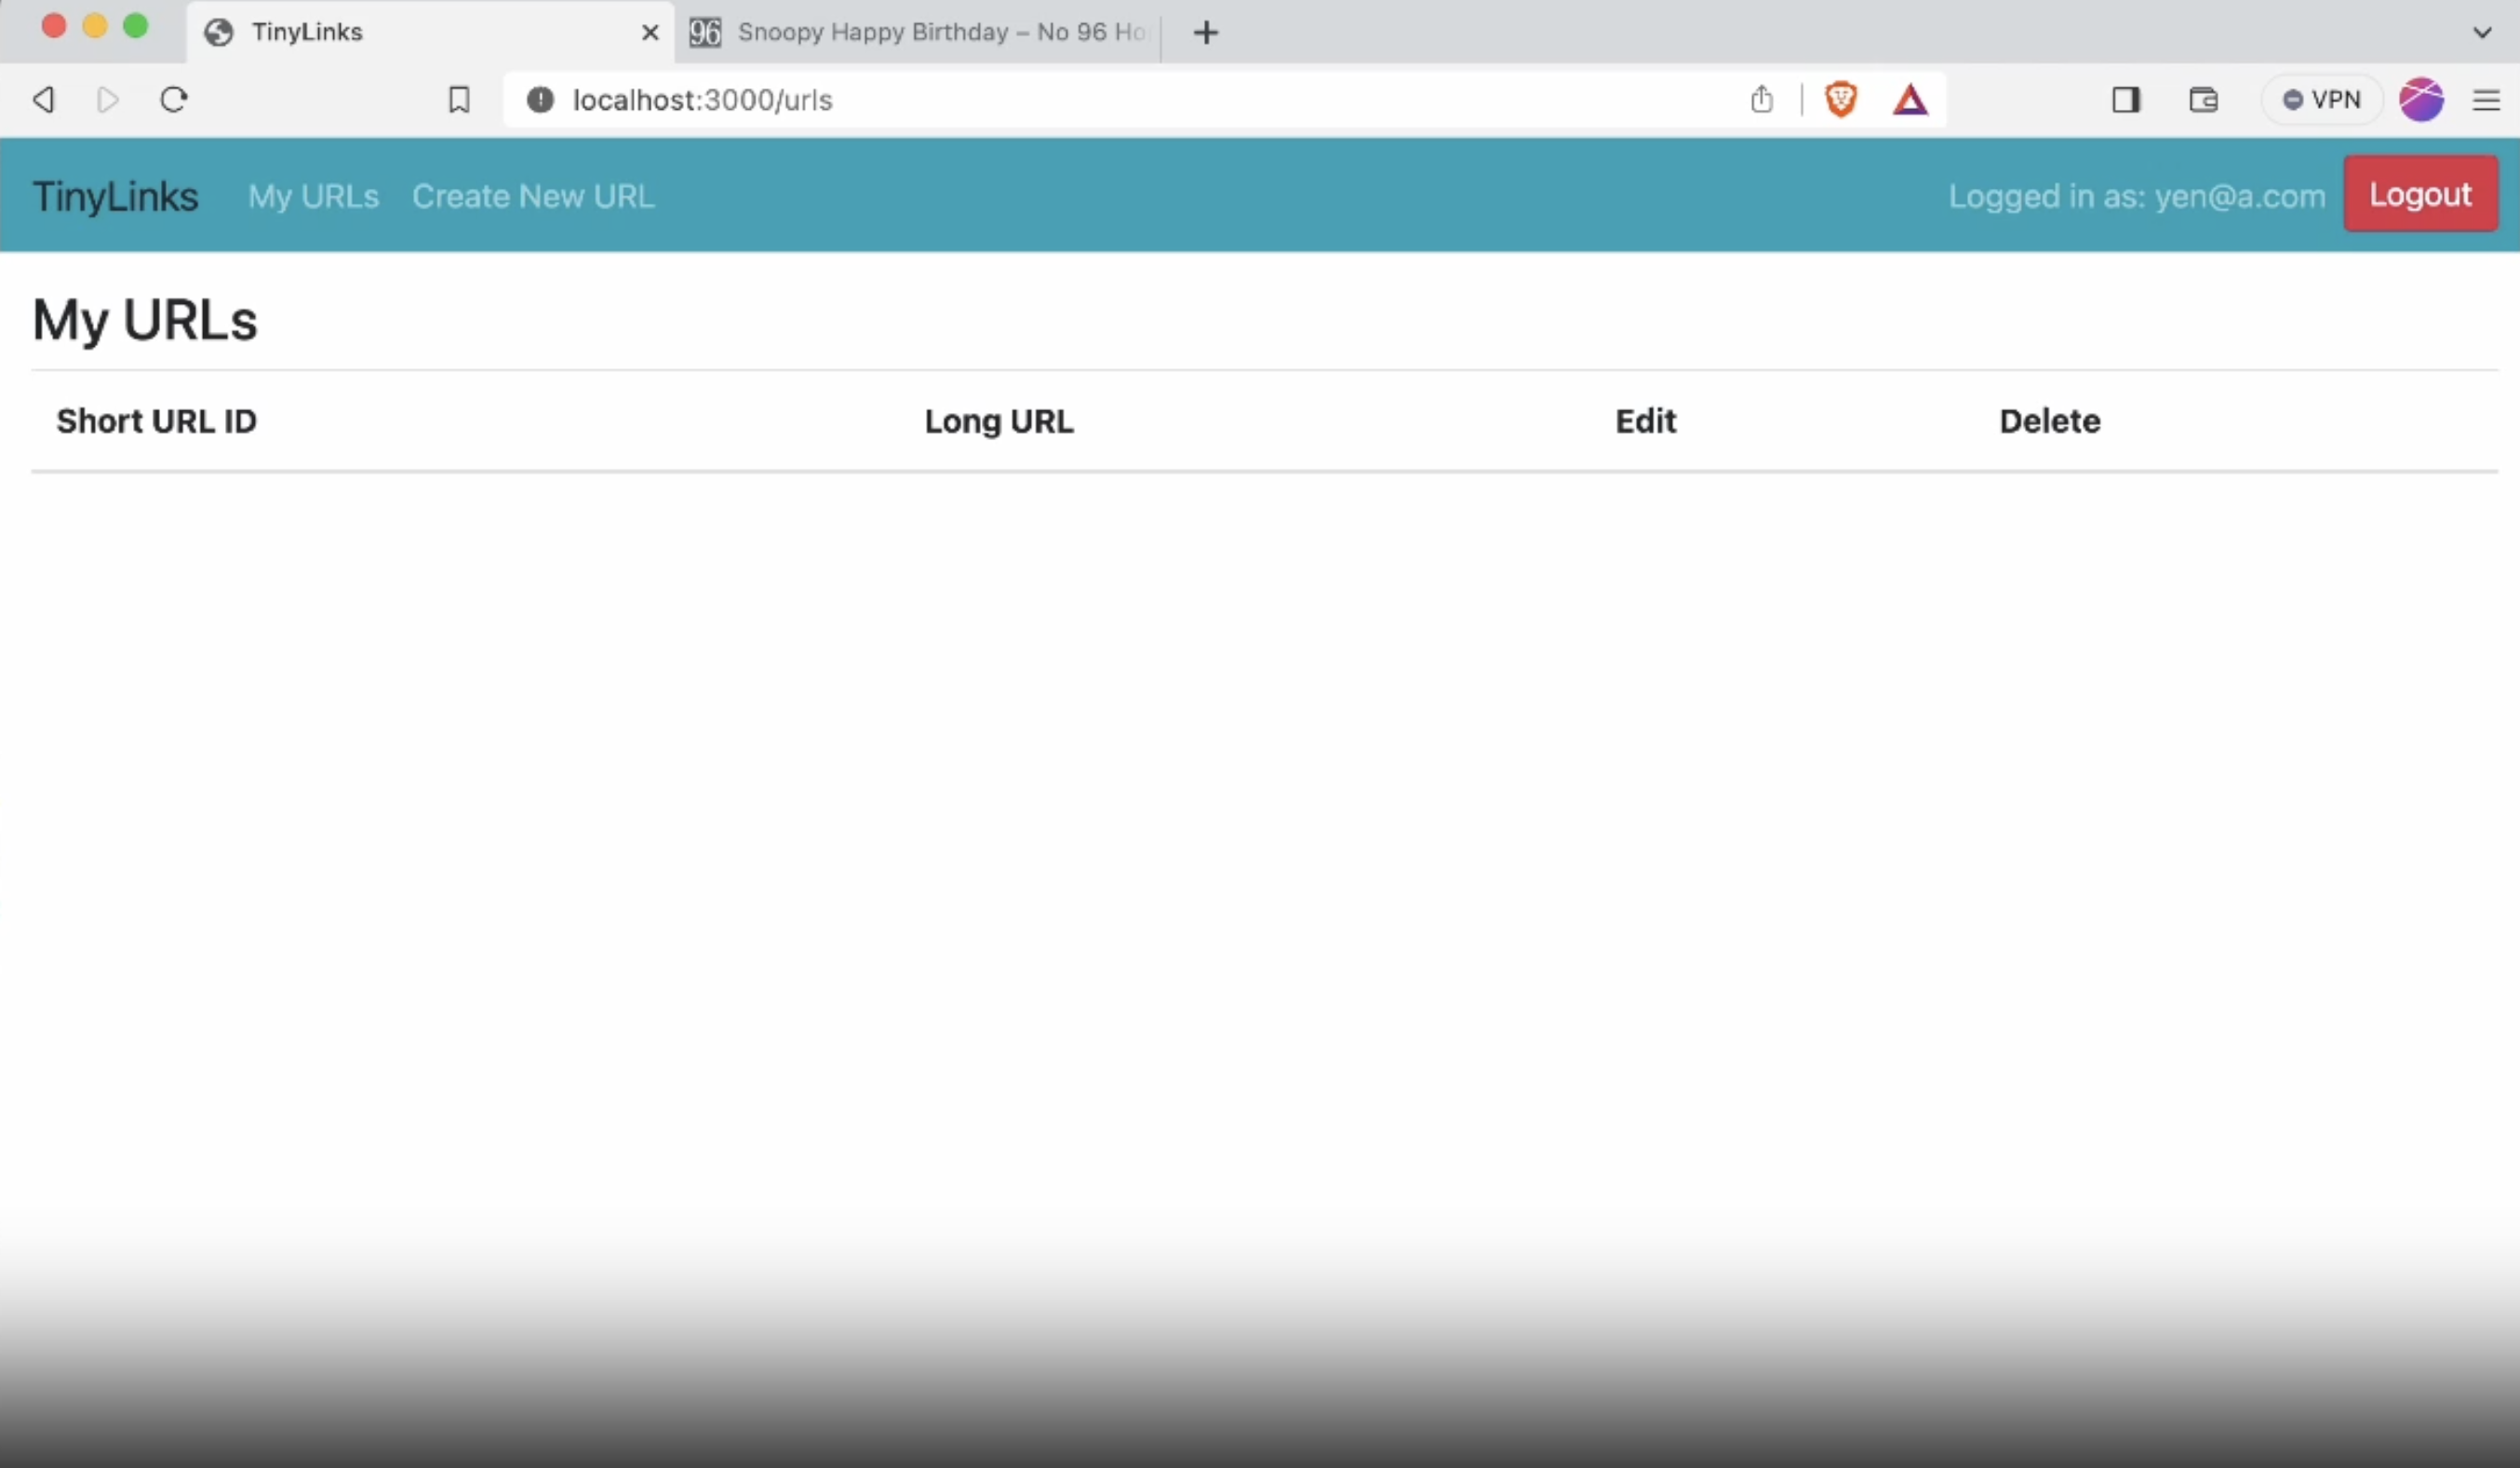 TinyLinks
96 Snoopy Happy Birthday – No 96 Ho
localhost:3000/urls
VPN
TinyLinks My URLs Create New URL Logged in as: yen@a.com Logout
My URLs
Short URL ID Long URL Edit Delete